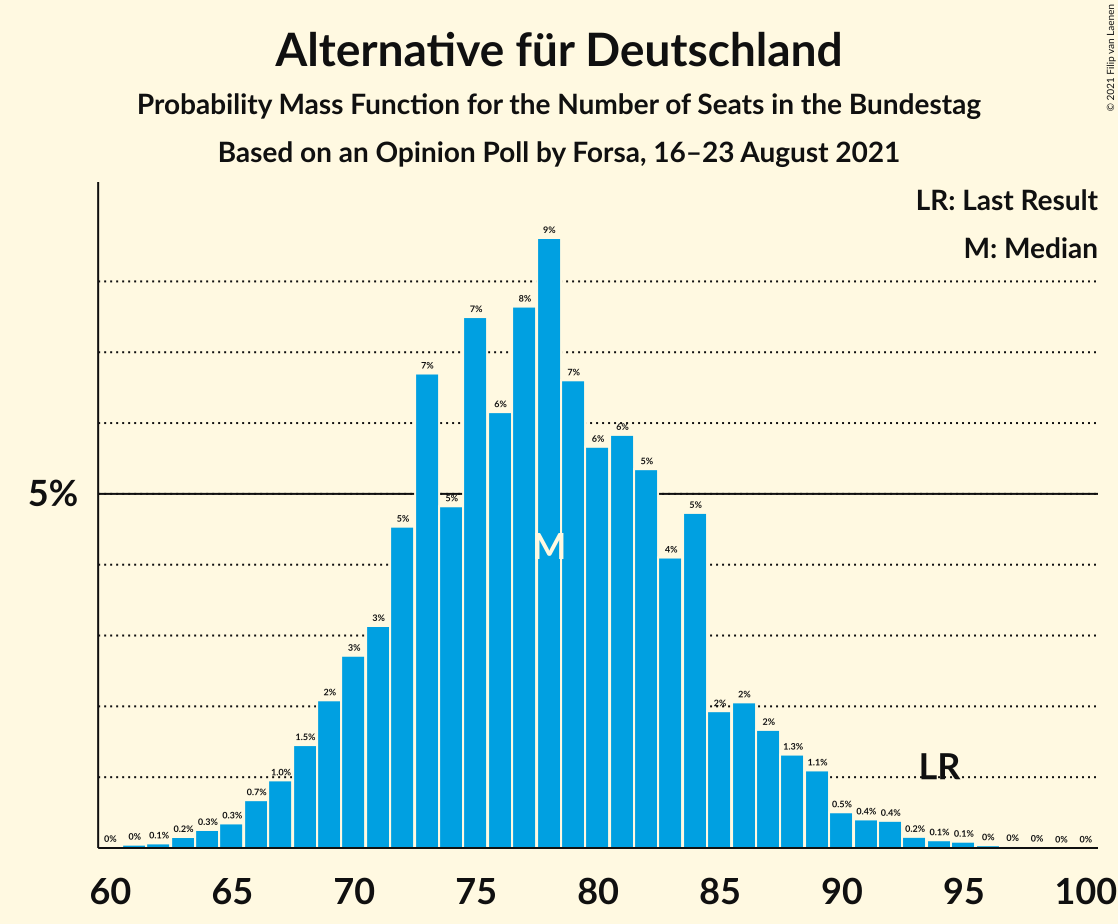 Alternative für Deutschland
Probability Mass Function for the Number of Seats in the Bundestag
Based on an Opinion Poll by Forsa, 16–23 August 2021
© 2021 Filip van Laenen
LR: Last Result
M: Median
5%
0% 0% 0.1% 0.2% 0.3% 0.3% 0.7% 1.0% 1.5% 2% 3% 3% 5% 7% 5% 7% 6% 8% 9% 7% 6% 6% 5% 4% 5% 2% 2% 2% 1.3% 1.1% 0.5% 0.4% 0.4% 0.2% 0.1% 0.1% 0% 0% 0% 0% 0%
M
LR
60 65 70 75 80 85 90 95 100